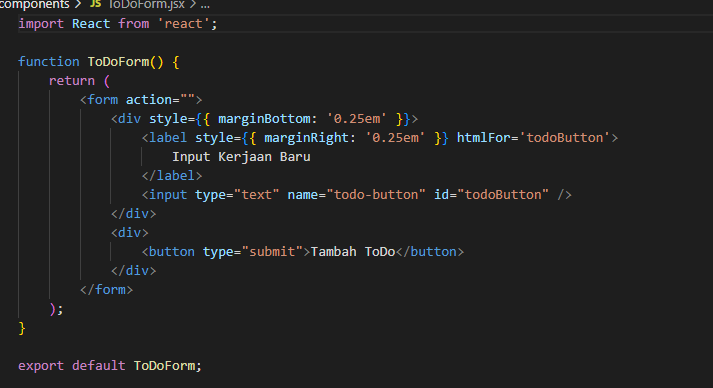 components > JS ToDoForm.jsx > ...
import React from 'react';
function ToDoForm() {
return (
<form action="">
<div style={{ marginBottom: '0.25em' }}>
<label style={{ marginRight: '0.25em' }} htmlFor='todoButton'>
Input Kerjaan Baru
</label>
<input type="text" name="todo-button" id="todoButton" />
</div>
<div>
<button type="submit">Tambah ToDo</button>
</div>
</form>
);
}
export default ToDoForm;